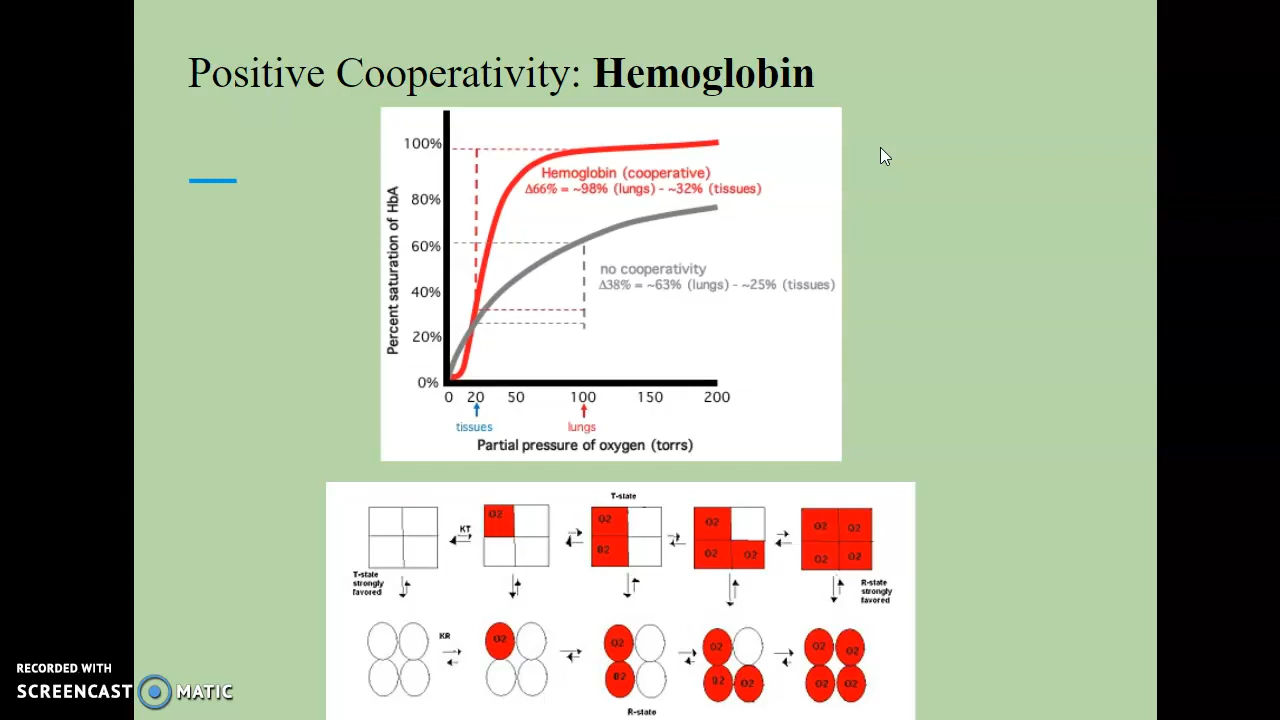 Positive Cooperativity: Hemoglobin
100%
80%
60%
40%
20%
0%
Percent saturation of HbA
Hemoglobin (cooperative)
Δ66% = ~98% (lungs) - ~32% (tissues)
no cooperativity
Δ38% = ~63% (lungs) - ~25% (tissues)
0 20 50 100 150 200
tissues lungs
Partial pressure of oxygen (torrs)
T-state
KT
O2
O2
O2
O2
O2 O2
O2 O2
O2 O2
T-state
strongly
favored
R-state
strongly
favored
KR
O2
O2
O2
O2
O2 O2
O2 O2
O2 O2
R-state
RECORDED WITH
SCREENCAST MATIC